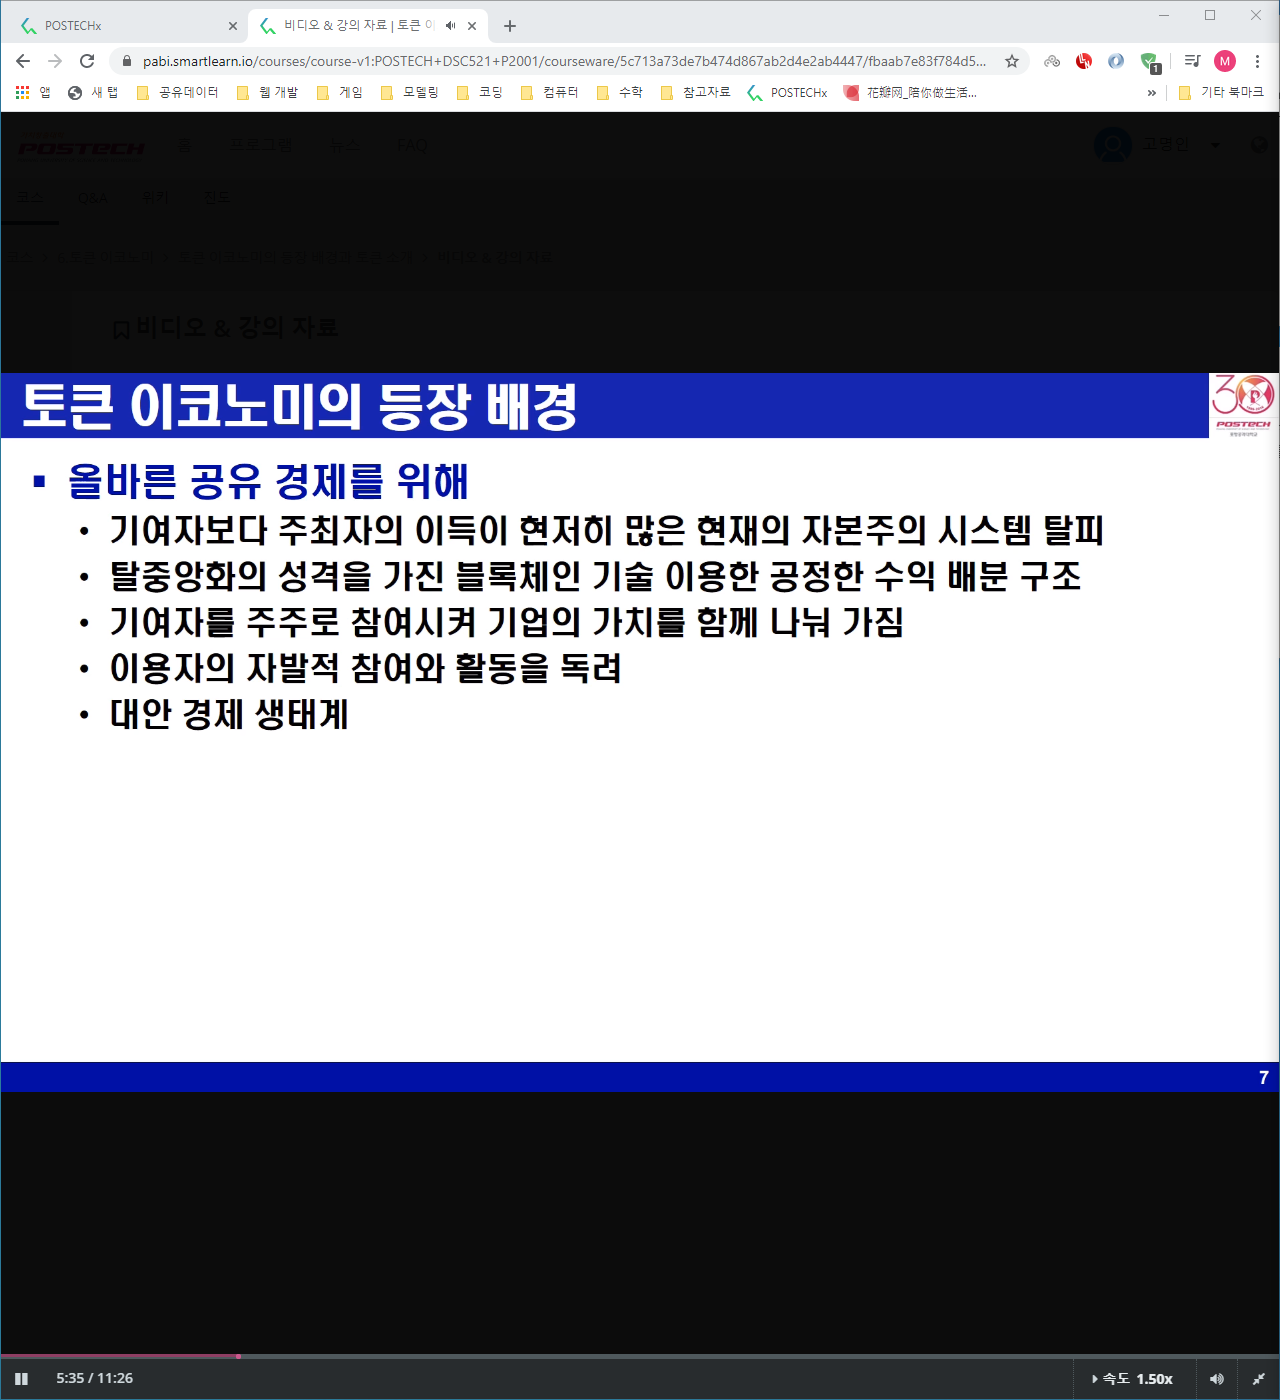 POSTECHx
비디오 & 강의 자료 | 토큰 이
pabi.smartlearn.io/courses/course-v1:POSTECH+DSC521+P2001/courseware/5c713a73de7b474d867ab2d4e2ab4447/fbaab7e83f784d5...
M
1
앱 새 탭 공유데이터 웹 개발 게임 모델링 코딩 컴퓨터 수학 참고자료 POSTECHx 花瓣网_陪你做生活... » 기타 북마크
POSTECH 홈 프로그램 뉴스 FAQ 고명인
코스 Q&A 위키 진도
비디오 & 강의 자료
토큰 이코노미의 등장 배경
30
POSTECH
올바른 공유 경제를 위해
• 기여자보다 주최자의 이득이 현저히 많은 현재의 자본주의 시스템 탈피
• 탈중앙화의 성격을 가진 블록체인 기술 이용한 공정한 수익 배분 구조
• 기여자를 주주로 참여시켜 기업의 가치를 함께 나눠 가짐
• 이용자의 자발적 참여와 활동을 독려
• 대안 경제 생태계
7
5:35 / 11:26
속도 1.50x